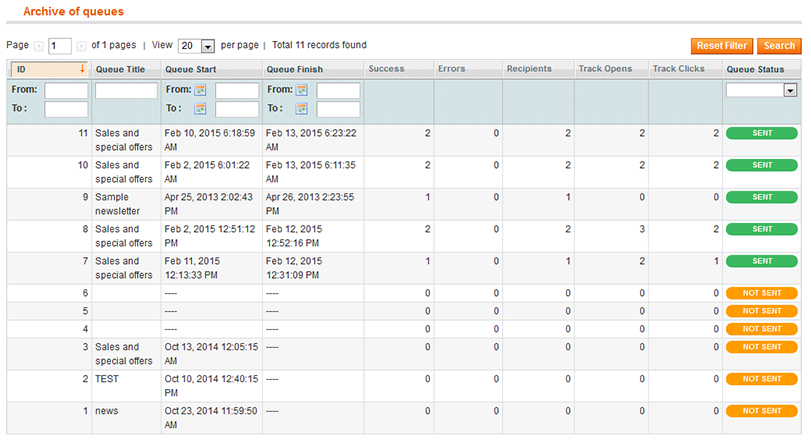 Archive of queues
Page 1 of 1 pages | View 20 per page | Total 11 records found Reset Filter Search
ID Queue Title Queue Start Queue Finish Success Errors Recipients Track Opens Track Clicks Queue Status
From: From: From:
To : To : To :
11 Sales and Feb 10, 2015 6:18:59 Feb 13, 2015 6:23:22 2 0 2 2 2 SENT
special offers AM AM
10 Sales and Feb 2, 2015 6:01:22 Feb 13, 2015 6:11:35 2 0 2 2 2 SENT
special offers AM AM
9 Sample Apr 25, 2013 2:02:43 Apr 26, 2013 2:23:55 1 0 1 0 0 SENT
newsletter PM PM
8 Sales and Feb 2, 2015 12:51:12 Feb 12, 2015 2 0 2 3 2 SENT
special offers PM 12:52:16 PM
7 Sales and Feb 11, 2015 Feb 12, 2015 1 0 1 2 1 SENT
special offers 12:13:33 PM 12:31:09 PM
6 ---- ---- 0 0 0 0 0 NOT SENT
5 ---- ---- 0 0 0 0 0 NOT SENT
4 ---- ---- 0 0 0 0 0 NOT SENT
3 Sales and Oct 13, 2014 12:05:15 ---- 0 0 0 0 0 NOT SENT
special offers AM
2 TEST Oct 10, 2014 12:40:15 ---- 0 0 0 0 0 NOT SENT
PM
1 news Oct 23, 2014 11:59:50 ---- 0 0 0 0 0 NOT SENT
AM